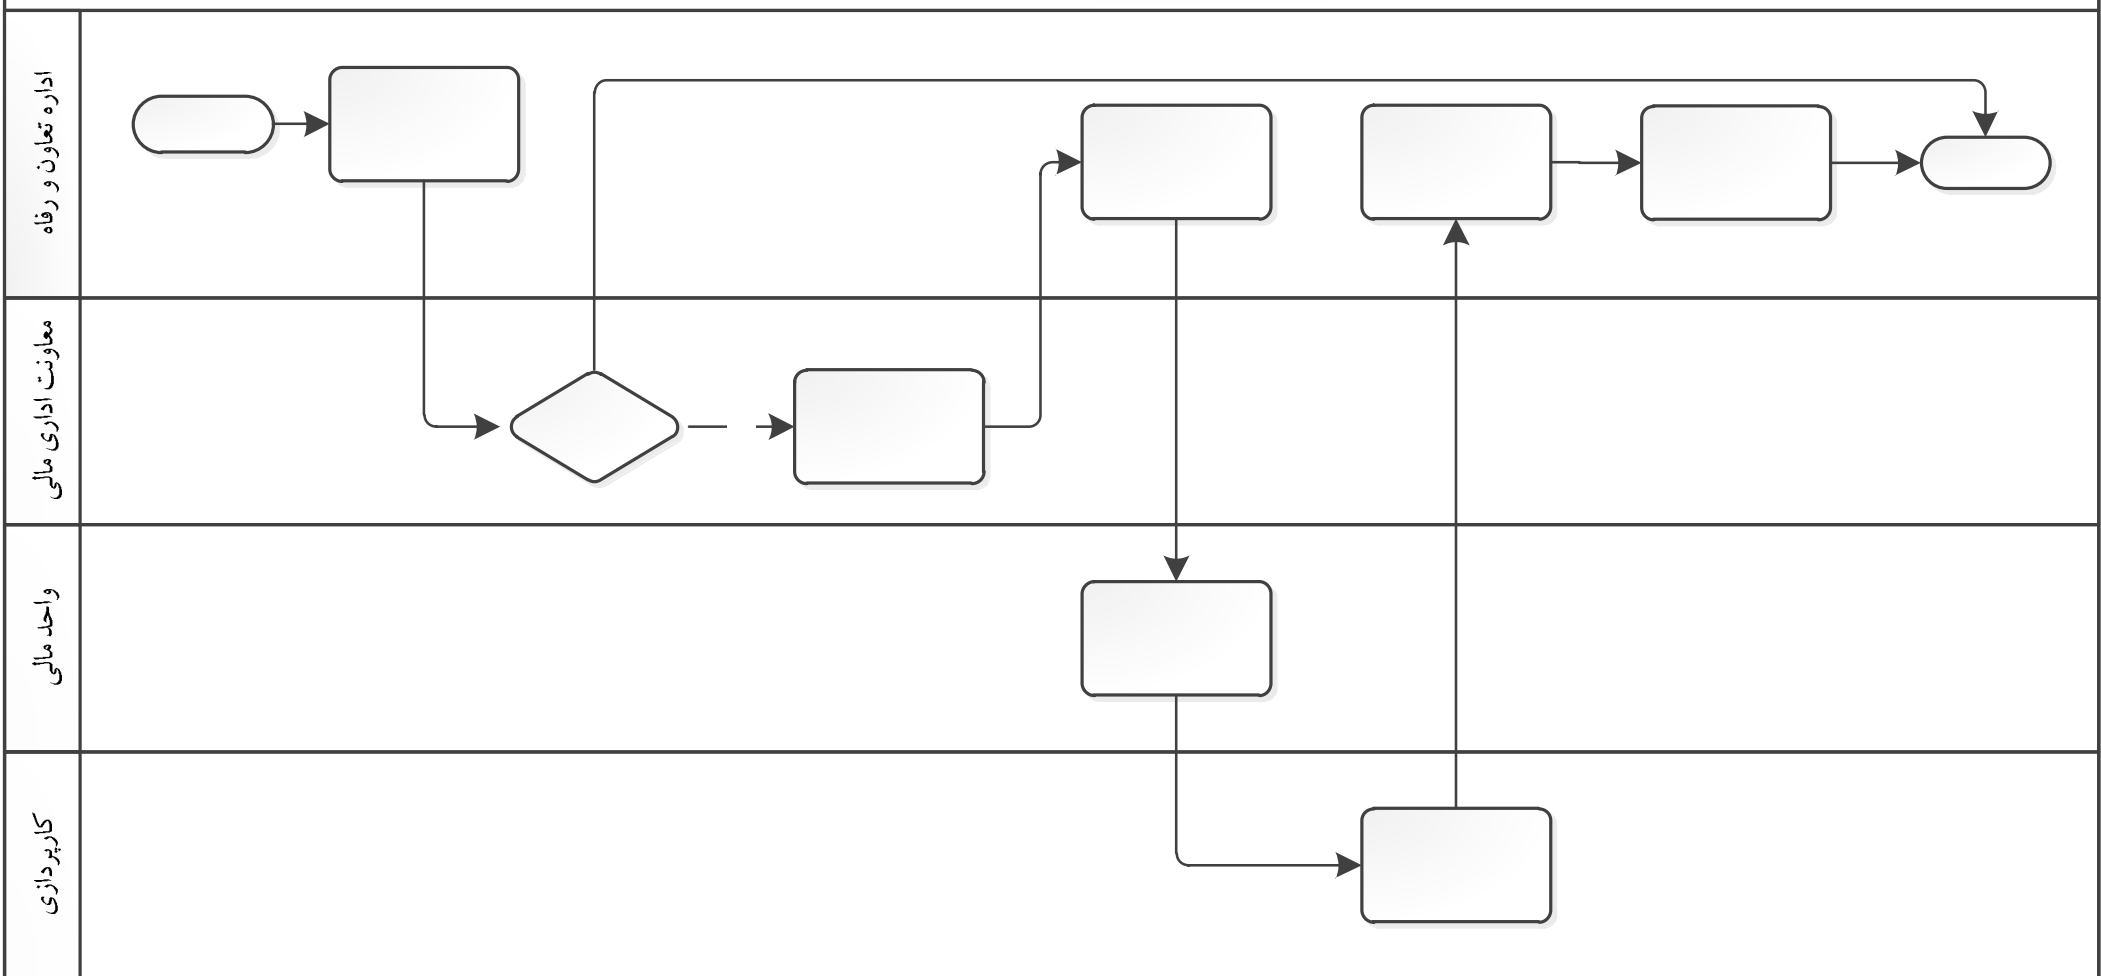 اداره تعاون و رفاه
معاونت اداری مالی
واحد مالی
کارپردازی